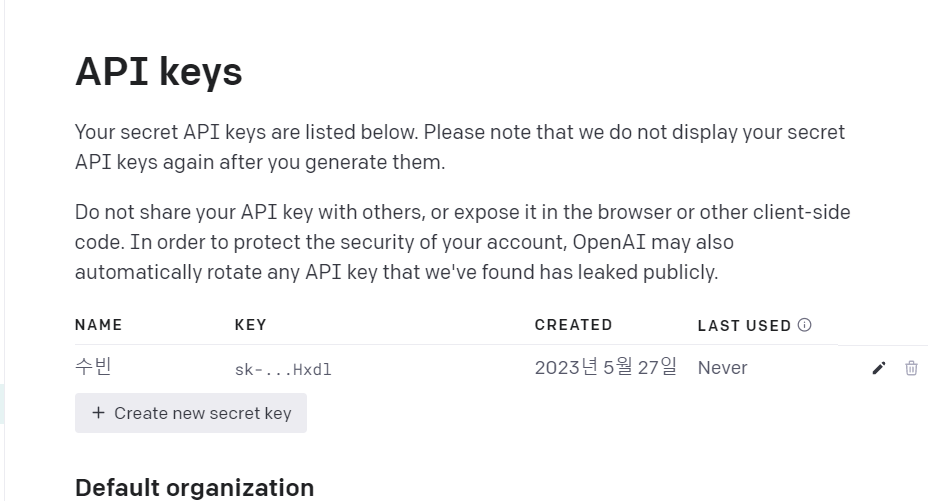 API keys
Your secret API keys are listed below. Please note that we do not display your secret
API keys again after you generate them.
Do not share your API key with others, or expose it in the browser or other client-side
code. In order to protect the security of your account, OpenAI may also
automatically rotate any API key that we've found has leaked publicly.
NAME KEY CREATED LAST USED
수빈 sk-...Hxdl 2023년 5월 27일 Never
+ Create new secret key
Default organization